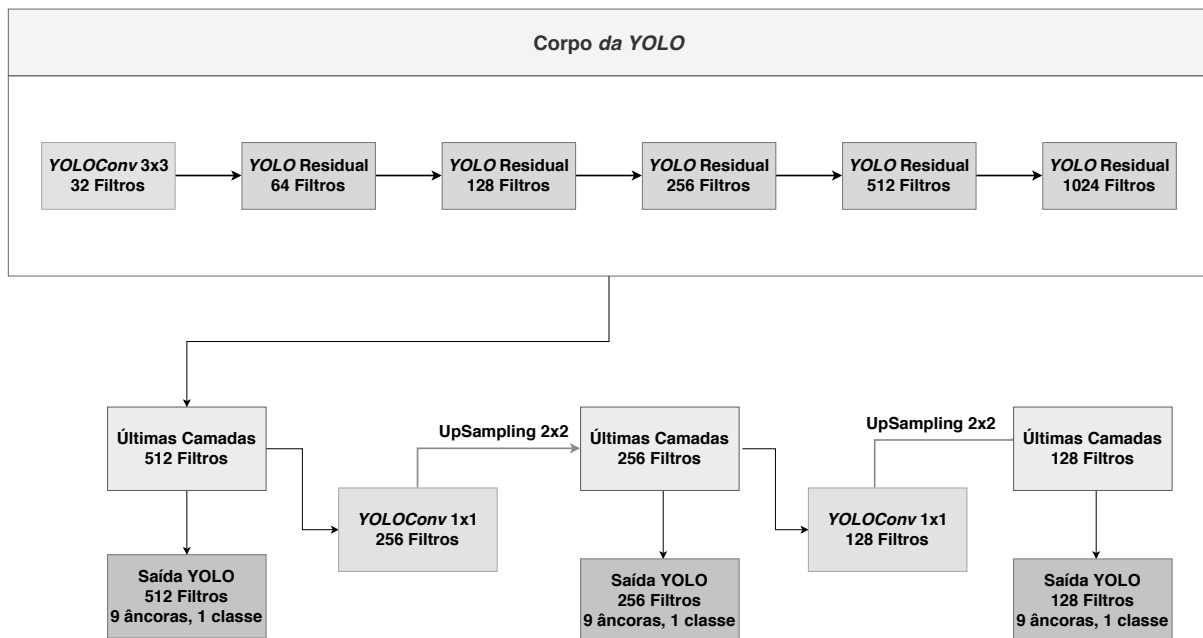 Corpo da YOLO
YOLOConv 3x3
32 Filtros
YOLO Residual
64 Filtros
YOLO Residual
128 Filtros
YOLO Residual
256 Filtros
YOLO Residual
512 Filtros
YOLO Residual
1024 Filtros
Últimas Camadas
512 Filtros
UpSampling 2x2
Últimas Camadas
256 Filtros
UpSampling 2x2
Últimas Camadas
128 Filtros
YOLOConv 1x1
256 Filtros
YOLOConv 1x1
128 Filtros
Saída YOLO
512 Filtros
9 âncoras, 1 classe
Saída YOLO
256 Filtros
9 âncoras, 1 classe
Saída YOLO
128 Filtros
9 âncoras, 1 classe